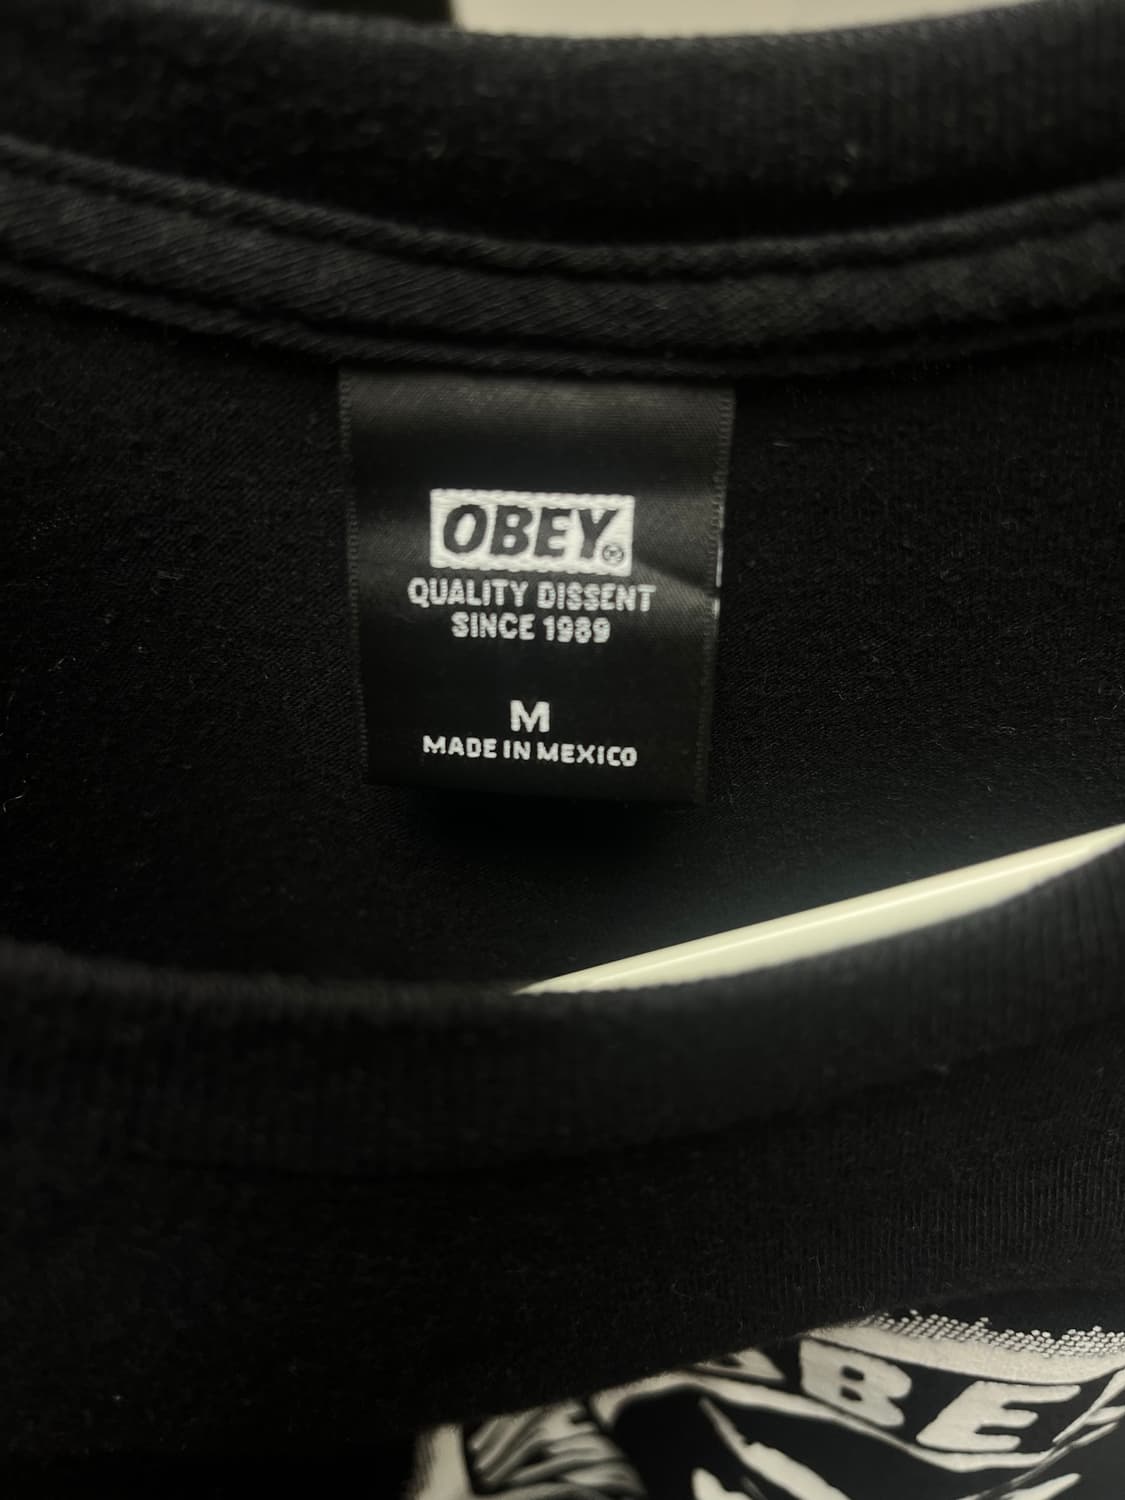 OBEY®
QUALITY DISSENT
SINCE 1989
M
MADE IN MEXICO